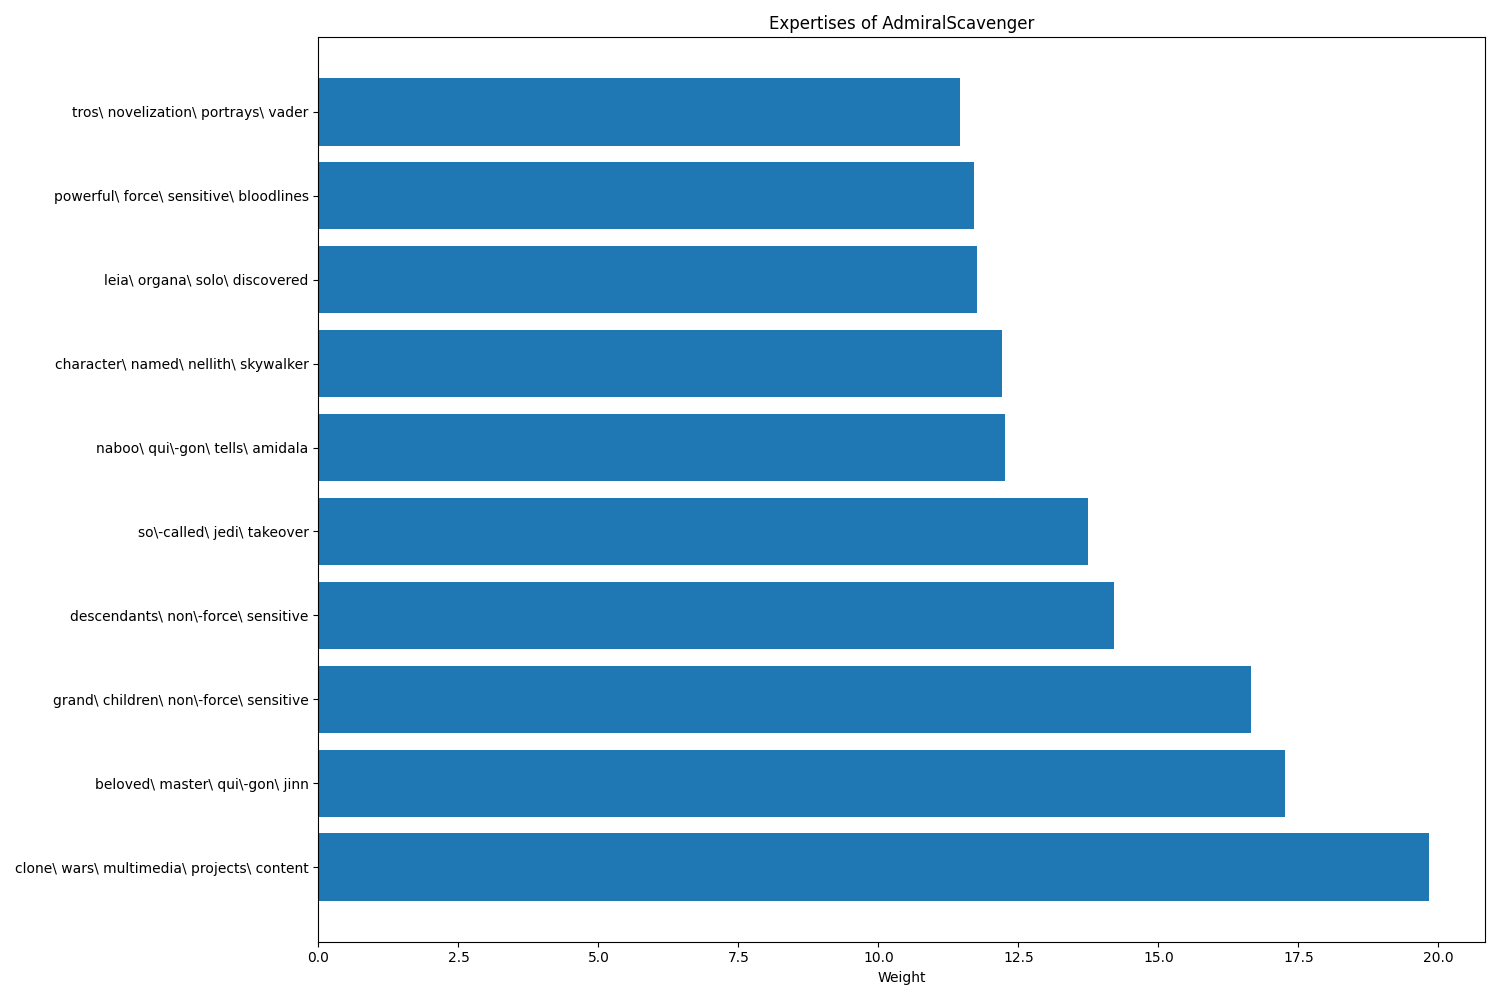 Expertises of AdmiralScavenger
tros\ novelization\ portrays\ vader
powerful\ force\ sensitive\ bloodlines
leia\ organa\ solo\ discovered
character\ named\ nellith\ skywalker
naboo\ qui\-gon\ tells\ amidala
so\-called\ jedi\ takeover
descendants\ non\-force\ sensitive
grand\ children\ non\-force\ sensitive
beloved\ master\ qui\-gon\ jinn
clone\ wars\ multimedia\ projects\ content
0.0 2.5 5.0 7.5 10.0 12.5 15.0 17.5 20.0
Weight